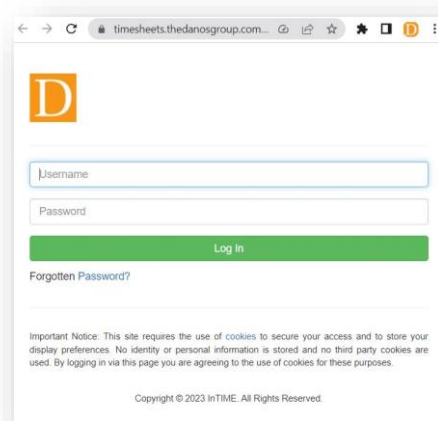 timesheets.thedanosgroup.com...
D
D
Username
Password
Log In
Forgotten Password?
Important Notice: This site requires the use of cookies to secure your access and to store your
display preferences. No identity or personal information is stored and no third party cookies are
used. By logging in via this page you are agreeing to the use of cookies for these purposes.
Copyright © 2023 InTIME. All Rights Reserved.